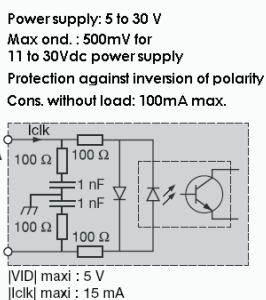 Power supply: 5 to 30 V
Max ond. : 500mV for
11 to 30Vdc power supply
Protection against inversion of polarity
Cons. without load: 100mA max.
Iclk
100 Ω
100 Ω
1 nF
1 nF
100 Ω
100 Ω
|VID| maxi : 5 V
|Iclk| maxi : 15 mA